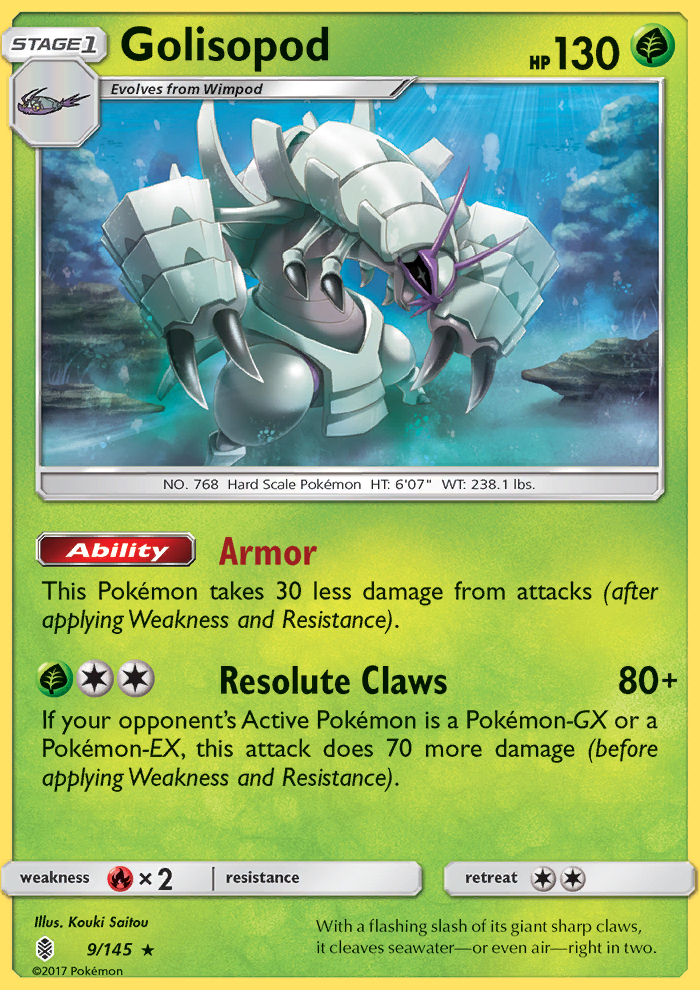 STAGE 1 Golisopod HP 130
Evolves from Wimpod
NO. 768 Hard Scale Pokémon HT: 6'07" WT: 238.1 lbs.
Ability Armor
This Pokémon takes 30 less damage from attacks (after
applying Weakness and Resistance).
Resolute Claws 80+
If your opponent's Active Pokémon is a Pokémon-GX or a
Pokémon-EX, this attack does 70 more damage (before
applying Weakness and Resistance).
weakness × 2 resistance retreat
Illus. Kouki Saitou
9/145 ★
©2017 Pokémon
With a flashing slash of its giant sharp claws,
it cleaves seawater—or even air—right in two.